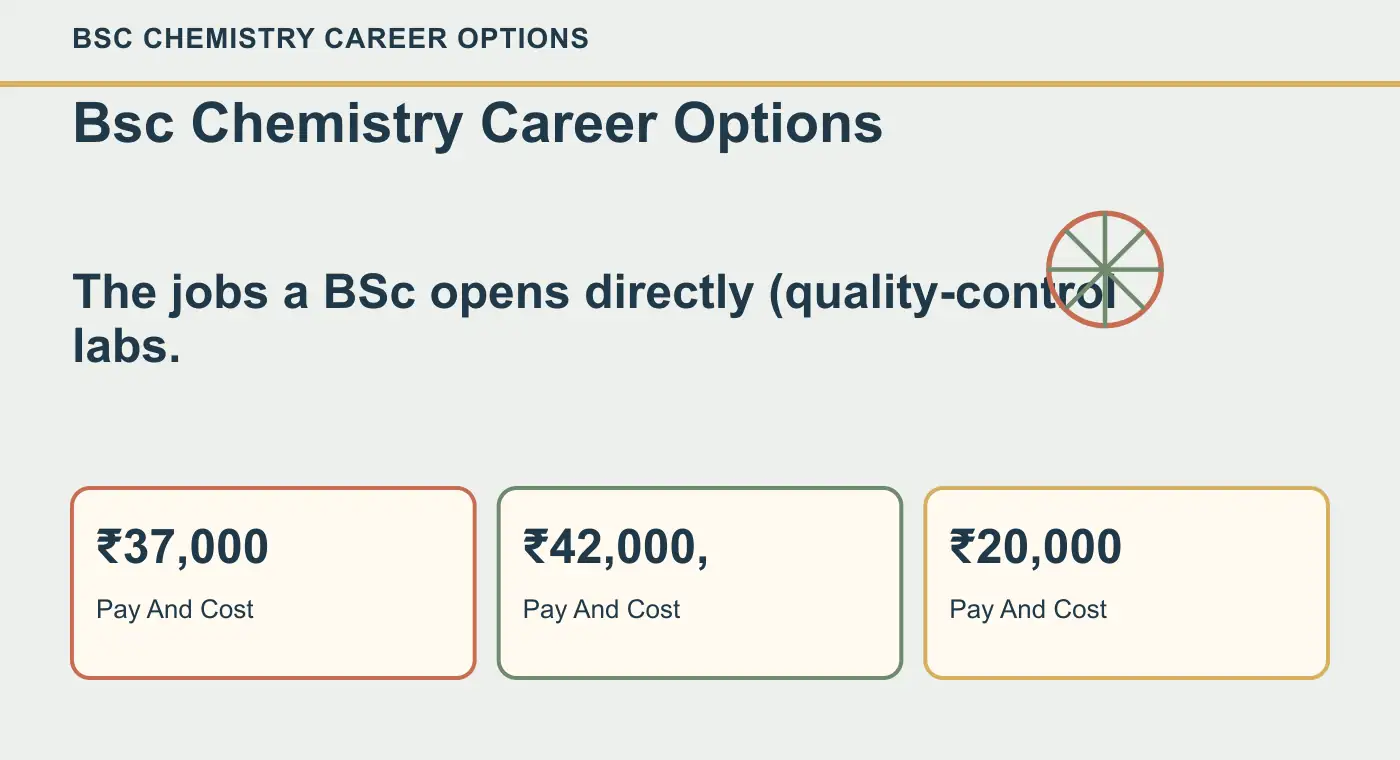 BSC CHEMISTRY CAREER OPTIONS
Bsc Chemistry Career Options
The jobs a BSc opens directly (quality-control
labs.
₹37,000
Pay And Cost
₹42,000,
Pay And Cost
₹20,000
Pay And Cost